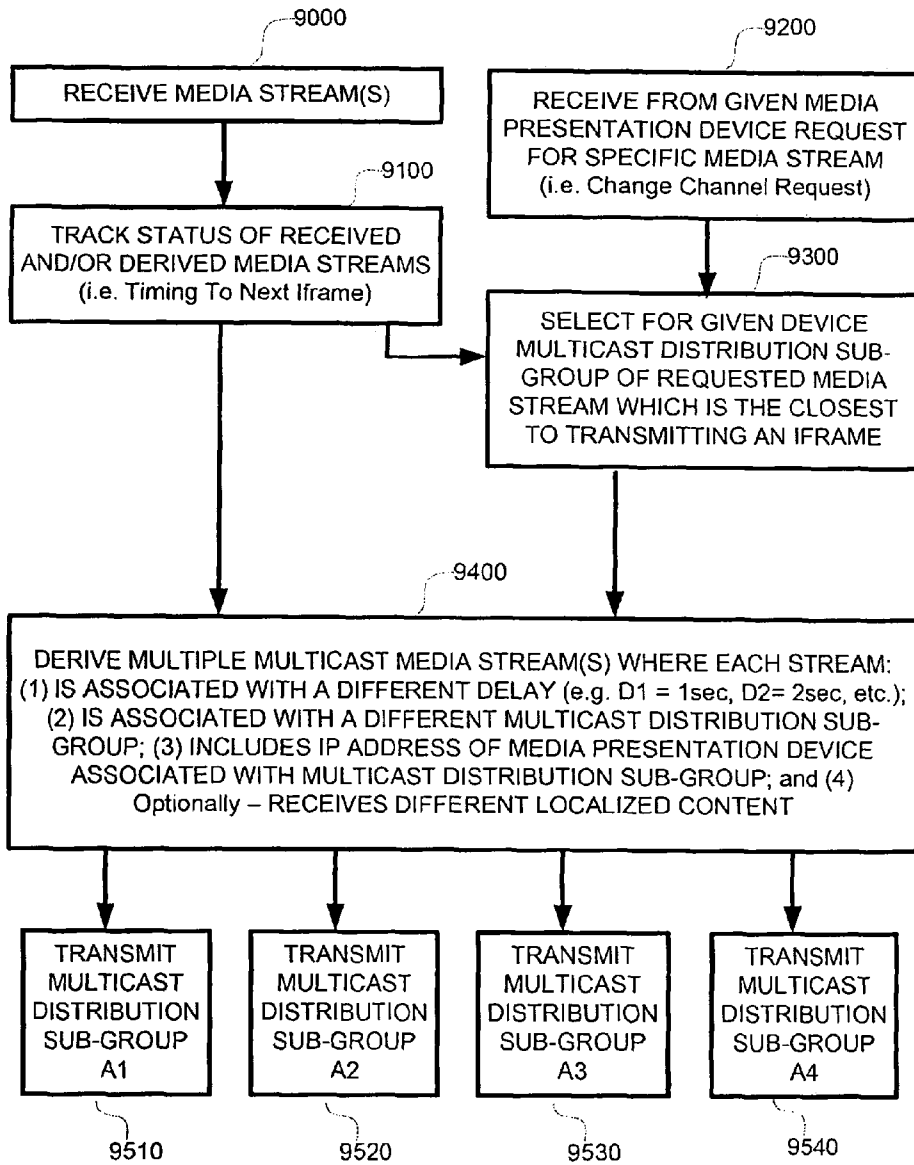 9000
RECEIVE MEDIA STREAM(S)
9200
RECEIVE FROM GIVEN MEDIA
PRESENTATION DEVICE REQUEST
FOR SPECIFIC MEDIA STREAM
(i.e. Change Channel Request)
9100
TRACK STATUS OF RECEIVED
AND/OR DERIVED MEDIA STREAMS
(i.e. Timing To Next Iframe)
9300
SELECT FOR GIVEN DEVICE
MULTICAST DISTRIBUTION SUB-
GROUP OF REQUESTED MEDIA
STREAM WHICH IS THE CLOSEST
TO TRANSMITTING AN IFRAME
9400
DERIVE MULTIPLE MULTICAST MEDIA STREAM(S) WHERE EACH STREAM:
(1) IS ASSOCIATED WITH A DIFFERENT DELAY (e.g. D1 = 1sec, D2= 2sec, etc.);
(2) IS ASSOCIATED WITH A DIFFERENT MULTICAST DISTRIBUTION SUB-
GROUP; (3) INCLUDES IP ADDRESS OF MEDIA PRESENTATION DEVICE
ASSOCIATED WITH MULTICAST DISTRIBUTION SUB-GROUP; and (4)
Optionally – RECEIVES DIFFERENT LOCALIZED CONTENT
TRANSMIT
MULTICAST
DISTRIBUTION
SUB-GROUP
A1
TRANSMIT
MULTICAST
DISTRIBUTION
SUB-GROUP
A2
TRANSMIT
MULTICAST
DISTRIBUTION
SUB-GROUP
A3
TRANSMIT
MULTICAST
DISTRIBUTION
SUB-GROUP
A4
9510
9520
9530
9540